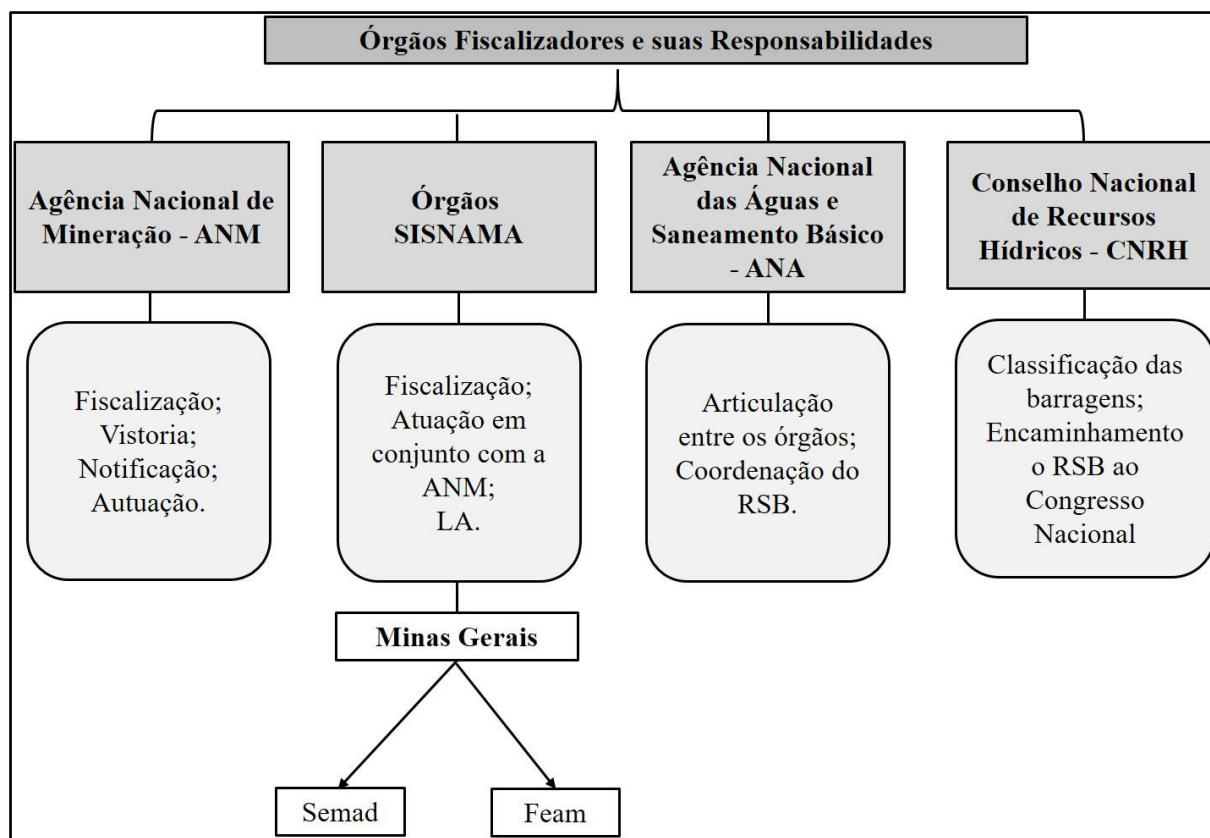 Órgãos Fiscalizadores e suas Responsabilidades
Agência Nacional de
Mineração - ANM
Órgãos
SISNAMA
Agência Nacional
das Águas e
Saneamento Básico
- ANA
Conselho Nacional
de Recursos
Hídricos - CNRH
Fiscalização;
Vistoria;
Notificação;
Autuação.
Fiscalização;
Atuação em
conjunto com a
ANM;
LA.
Articulação
entre os órgãos;
Coordenação do
RSB.
Classificação das
barragens;
Encaminhamento
o RSB ao
Congresso
Nacional
Minas Gerais
Semad
Feam